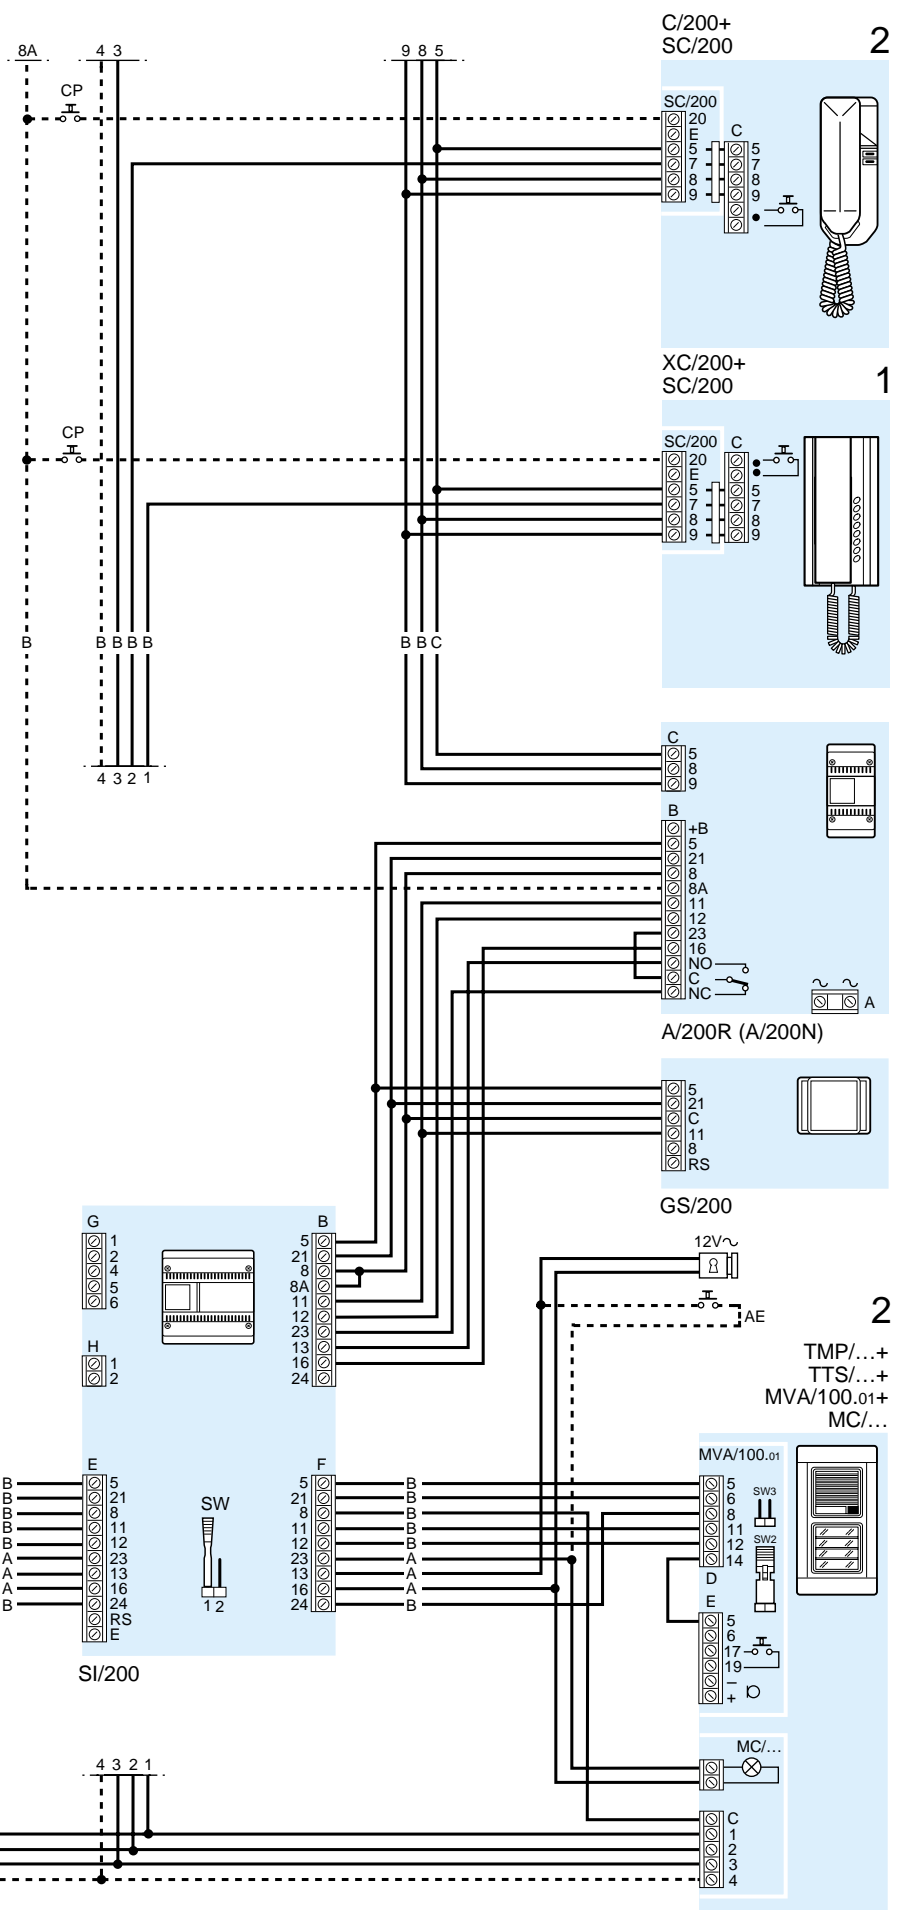 C/200+
SC/200
2
8A 4 3 9 8 5
CP
SC/200
20
E
5
7
8
9
C
5
7
8
9
XC/200+
SC/200
1
CP
SC/200
20
E
5
7
8
9
C
5
7
8
9
B B B B B B B C
4 3 2 1
C
5
8
9
B
+B
5
21
8
8A
11
12
23
16
NO
C
NC
A
A/200R (A/200N)
5
21
C
11
8
RS
GS/200
G
1
2
4
5
6
H
1
2
B
5
21
8
8A
11
12
23
13
16
24
12V~
AE
2
TMP/…+
TTS/…+
MVA/100.01+
MC/…
E
B 5
B 21
B 8
B 11
B 12
A 23
A 13
A 16
B 24
RS
E
SW
1 2
F
5 B
21 B
8 B
11 B
12 B
23 A
13 A
16 A
24 B
SI/200
MVA/100.01
5
6
8
11
12
14
D
SW3
SW2
E
5
6
17
19
–
+
MC/…
4 3 2 1
C
1
2
3
4